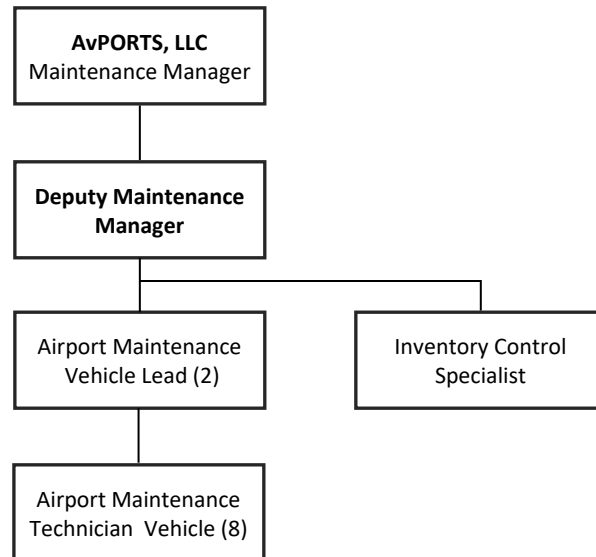 AvPORTS, LLC
Maintenance Manager
Deputy Maintenance
Manager
Airport Maintenance
Vehicle Lead (2)
Inventory Control
Specialist
Airport Maintenance
Technician  Vehicle (8)